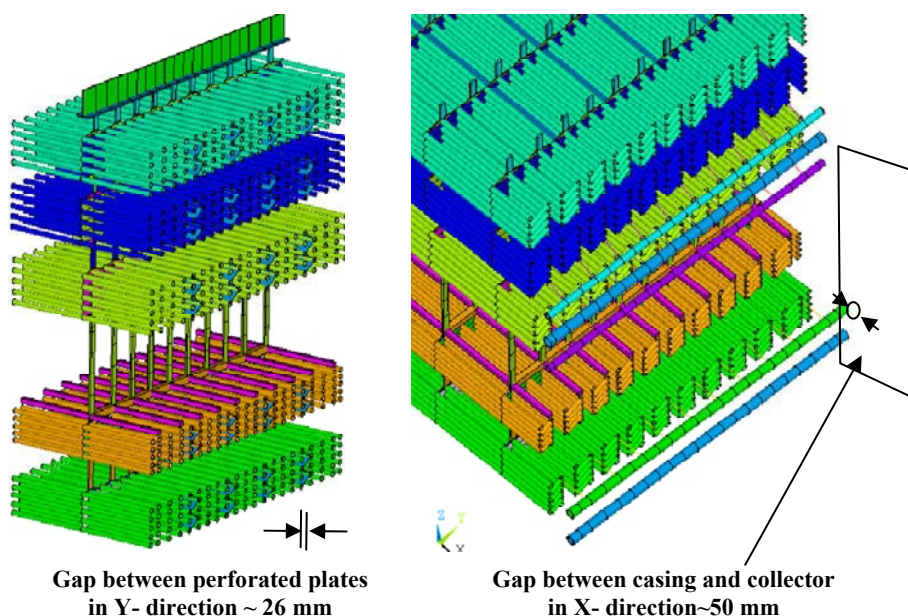 Z
Y
X
Gap between perforated plates
in Y- direction ~ 26 mm
Gap between casing and collector
in X- direction~50 mm